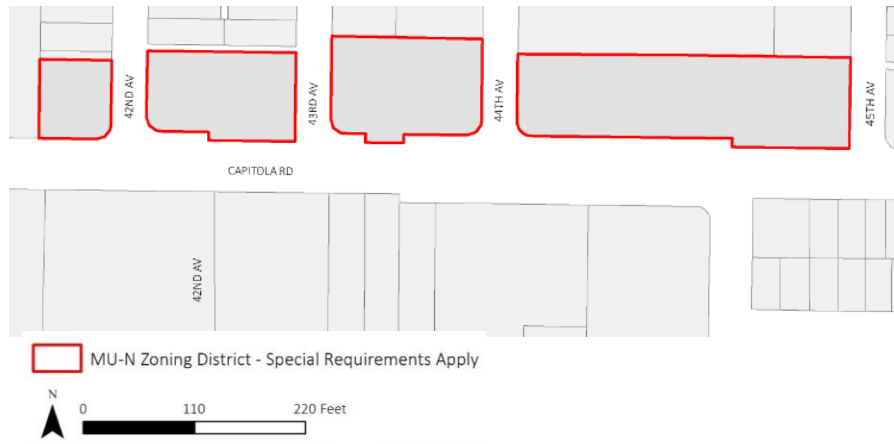 42ND AV
43RD AV
44TH AV
45TH AV
CAPITOLA RD
42ND AV
MU-N Zoning District - Special Requirements Apply
N
0 110 220 Feet